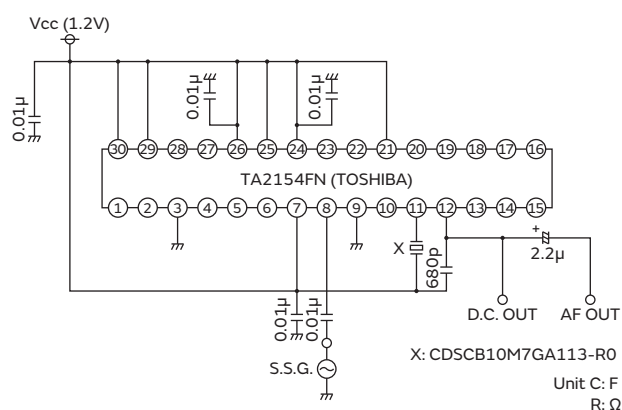 Vcc (1.2V)
0.01µ
0.01µ
0.01µ
30 29 28 27 26 25 24 23 22 21 20 19 18 17 16
TA2154FN (TOSHIBA)
1 2 3 4 5 6 7 8 9 10 11 12 13 14 15
X
680p
+
2.2µ
0.01µ
0.01µ
D.C. OUT
AF OUT
S.S.G.
X: CDSCB10M7GA113-R0
Unit C: F
R: Ω